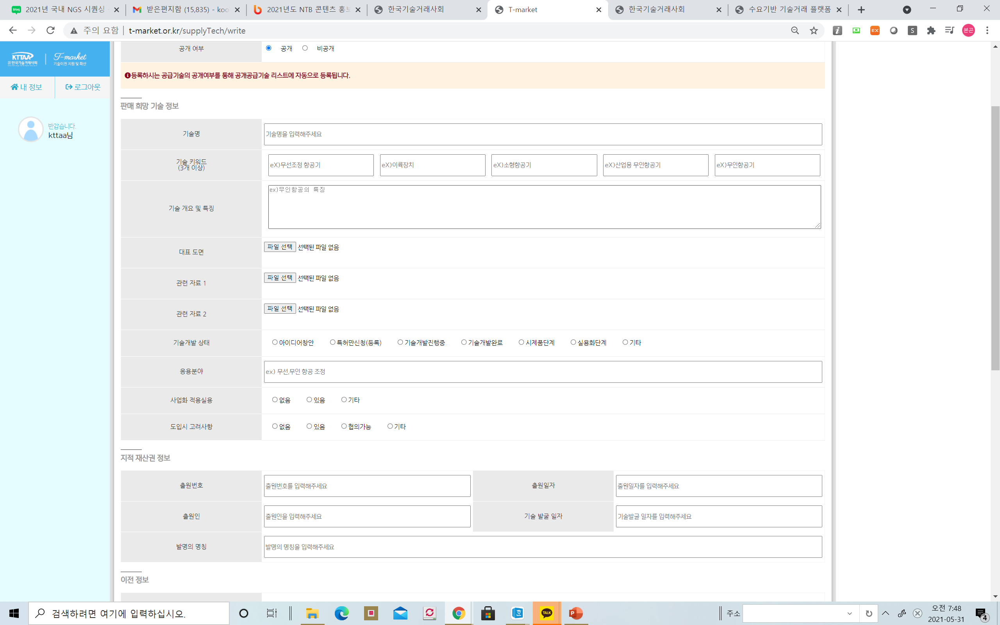 2021년 국내 NGS 시퀀싱
받은편지함 (15,835) - koo
2021년도 NTB 콘텐츠 홍보
한국기술거래사회
T-market
한국기술거래사회
수요기반 기술거래 플랫폼
주의 요함
t-market.or.kr/supplyTech/write
본곤
KTTAA
한국기술거래사회
T-market
기술이전 지원 및 확산
내 정보
로그아웃
반갑습니다.
kttaa님
공개 여부
공개
비공개
등록하시는 공급기술의 공개여부를 통해 공개공급기술 리스트에 자동으로 등록됩니다.
판매 희망 기술 정보
기술명
기술명을 입력해주세요
기술 키워드
(3개 이상)
eX)무선조정 항공기
eX)이륙장치
eX)소형항공기
eX)산업용 무인항공기
eX)무인항공기
기술 개요 및 특징
ex)무인항공의 특징
대표 도면
파일 선택 선택된 파일 없음
관련 자료 1
파일 선택 선택된 파일 없음
관련 자료 2
파일 선택 선택된 파일 없음
기술개발 상태
아이디어창안
특허만신청(등록)
기술개발진행중
기술개발완료
시제품단계
실용화단계
기타
응용분야
ex) 무선,무인 항공 조정
사업화 적용실용
없음
있음
기타
도입시 고려사항
없음
있음
협의가능
기타
지적 재산권 정보
출원번호
출원번호를 입력해주세요
출원일자
출원일자를 입력해주세요
출원인
출원인을 입력해주세요
기술 발굴 일자
기술발굴 일자를 입력해주세요
발명의 명칭
발명의 명칭을 입력해주세요
이전 정보
검색하려면 여기에 입력하십시오.
TALK
주소
오전 7:48
2021-05-31
4